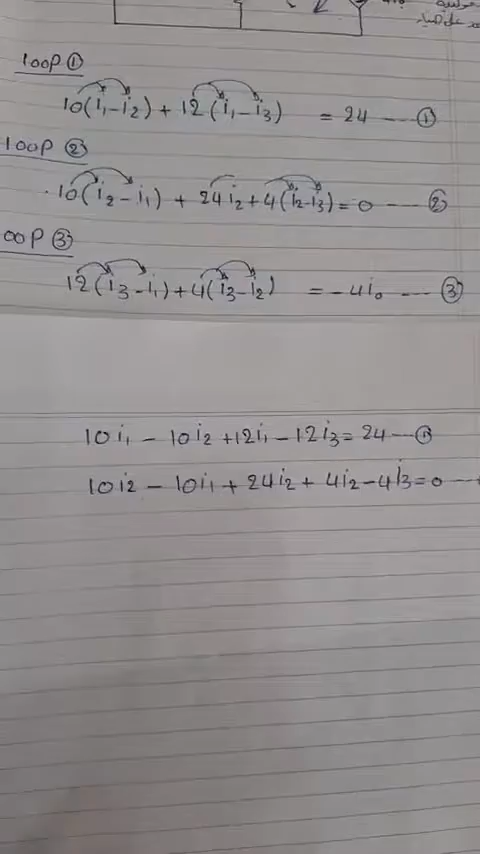 loop ①
10(i₁-i₂) + 12(i₁-i₃) = 24 --- ①
loop ②
10(i₂-i₁) + 24i₂+4(i₂-i₃)=0 --- ②
oop ③
12(i₃-i₁)+4(i₃-i₂) = -4i₀ --- ③
10i₁ - 10i₂ +12i₁ - 12i₃=24 --- ①
10i₂ - 10i₁ + 24i₂ + 4i₂ - 4i₃=0 ---